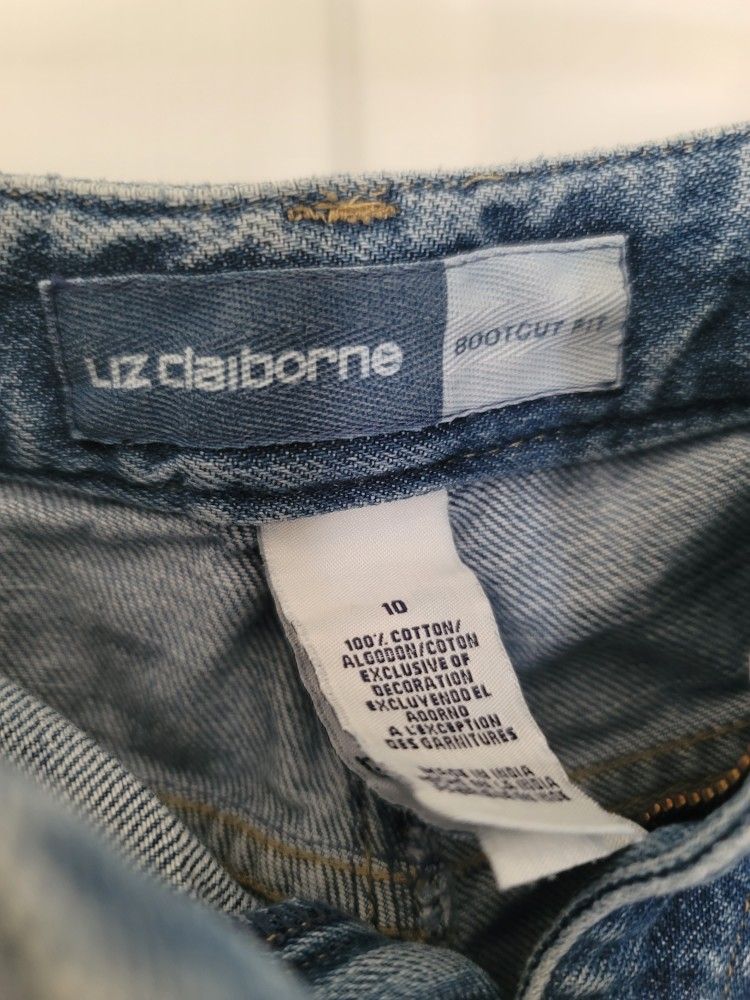 liz claiborne
BOOTCUT FIT
10
100% COTTON/
ALGODON/COTON
EXCLUSIVE OF
DECORATION
EXCLUYENDO EL
ADORNO
A L'EXCEPTION
DES GARNITURES
MADE IN INDIA